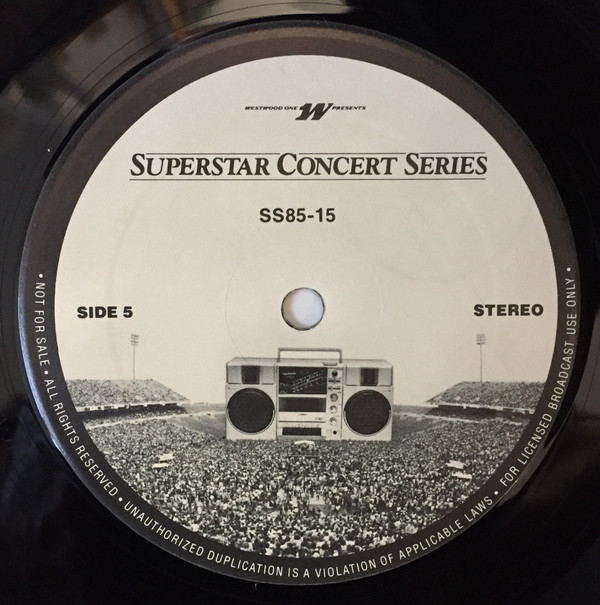 WESTWOOD ONE W PRESENTS
SUPERSTAR CONCERT SERIES
SS85-15
SIDE 5
STEREO
• NOT FOR SALE • ALL RIGHTS RESERVED • UNAUTHORIZED DUPLICATION IS A VIOLATION OF APPLICABLE LAWS • FOR LICENSED BROADCAST USE ONLY •